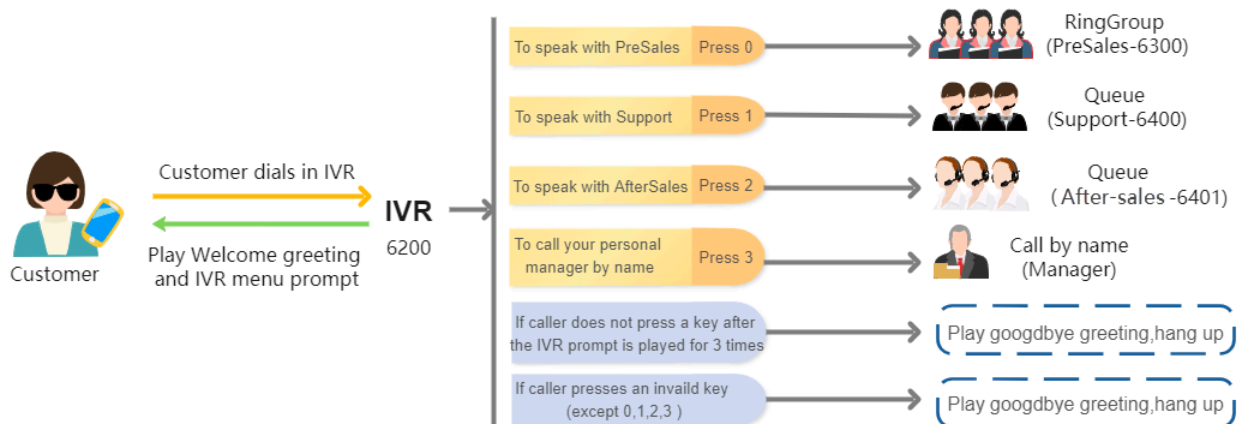 Customer
Customer dials in IVR
Play Welcome greeting
and IVR menu prompt
IVR
6200
To speak with PreSales Press 0
RingGroup
(PreSales-6300)
To speak with Support Press 1
Queue
(Support-6400)
To speak with AfterSales Press 2
Queue
(After-sales -6401)
To call your personal
manager by name
Press 3
Call by name
(Manager)
If caller does not press a key after
the IVR prompt is played for 3 times
Play goodgbye greeting,hang up
If caller presses an invaild key
(except 0,1,2,3 )
Play goodgbye greeting,hang up